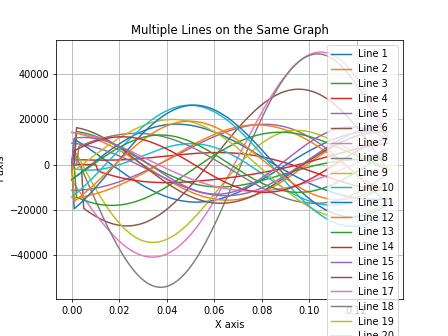 Multiple Lines on the Same Graph
40000
20000
0
−20000
−40000
0.00
0.02
0.04
0.06
0.08
0.10
X axis
Line 1
Line 2
Line 3
Line 4
Line 5
Line 6
Line 7
Line 8
Line 9
Line 10
Line 11
Line 12
Line 13
Line 14
Line 15
Line 16
Line 17
Line 18
Line 19
Line 20